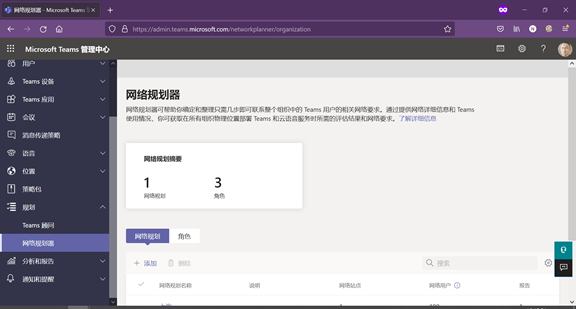 网络规划器 - Microsoft Teams
https://admin.teams.microsoft.com/networkplanner/organization
Microsoft Teams 管理中心
用户
Teams 设备
Teams 应用
会议
消息传递策略
语音
位置
策略包
规划
Teams 顾问
网络规划器
分析和报告
通知和提醒
网络规划器
网络规划器可帮助你确定和整理只需几步即可联系整个组织中的 Teams 用户的相关网络要求。通过提供网络详细信息和 Teams
使用情况、你可获取在所有组织物理位置部署 Teams 和云语音服务时所需的评估结果和网络要求。了解详细信息
网络规划摘要
1
3
网络规划
角色
网络规划
角色
添加
删除
搜索
网络规划名称
说明
网络站点
网络用户
报告